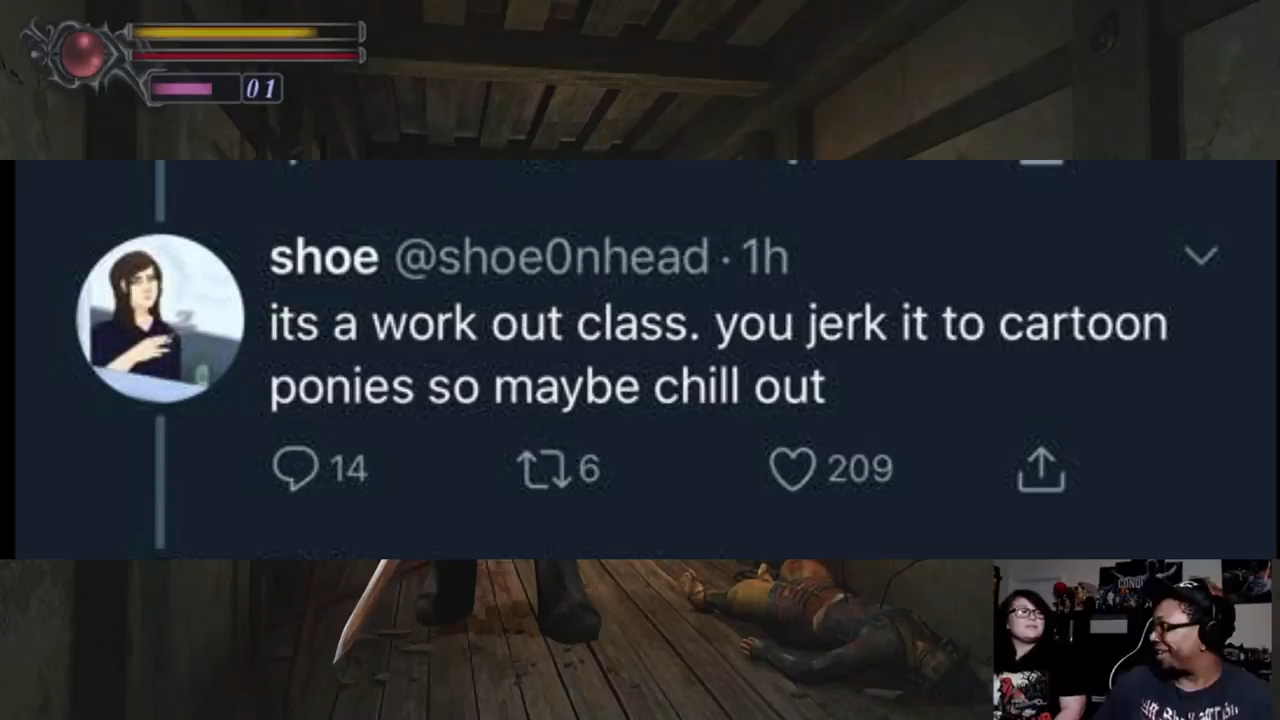 01
shoe @shoe0nhead · 1h
its a work out class. you jerk it to cartoon
ponies so maybe chill out
14 6 209